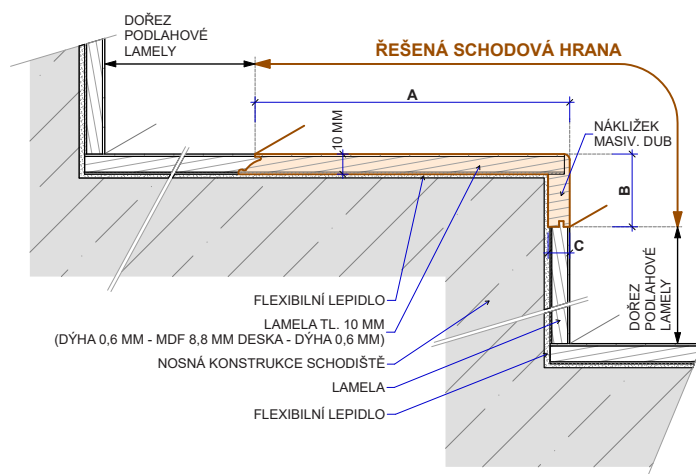 DOŘEZ
PODLAHOVÉ
LAMELY
ŘEŠENÁ SCHODOVÁ HRANA
A
10 MM
NÁKLIŽEK
MASIV. DUB
B
C
DOŘEZ
PODLAHOVÉ
LAMELY
FLEXIBILNÍ LEPIDLO
LAMELA TL. 10 MM
(DÝHA 0,6 MM - MDF 8,8 MM DESKA - DÝHA 0,6 MM)
NOSNÁ KONSTRUKCE SCHODIŠTĚ
LAMELA
FLEXIBILNÍ LEPIDLO